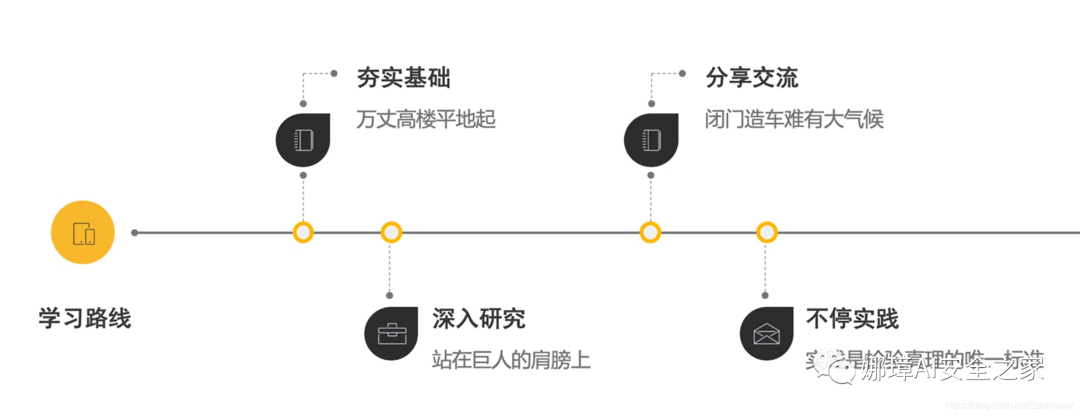 学习路线
夯实基础
万丈高楼平地起
深入研究
站在巨人的肩膀上
分享交流
闭门造车难有大气候
不停实践
实践是检验真理的唯一标准
娜璋AI安全之家
https://blog.csdn.net/Eastmount